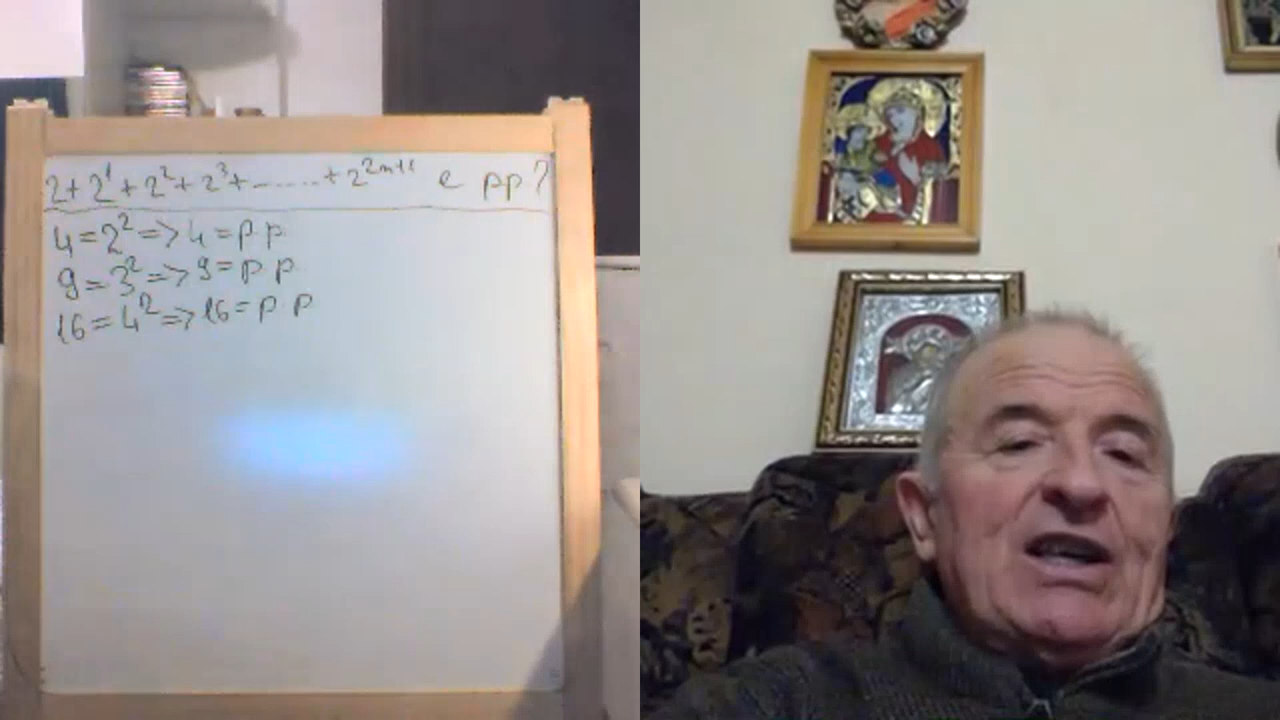 2+2¹+2²+2³+......+2²ⁿ⁺¹ e pp?
4=2²=>4=p.p.
9=3²=>9=p.p.
16=4²=>16=p.p